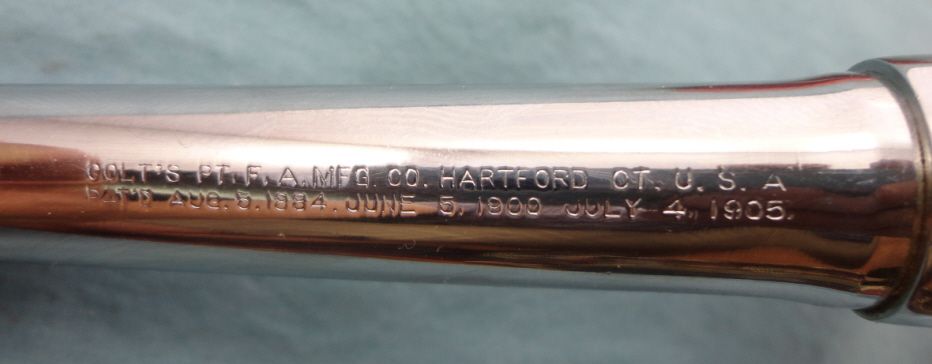 COLT'S PT. F. A. MFG. CO. HARTFORD CT. U. S. A
PAT'D AUG. 5, 1884. JUNE 5, 1900 JULY 4, 1905.